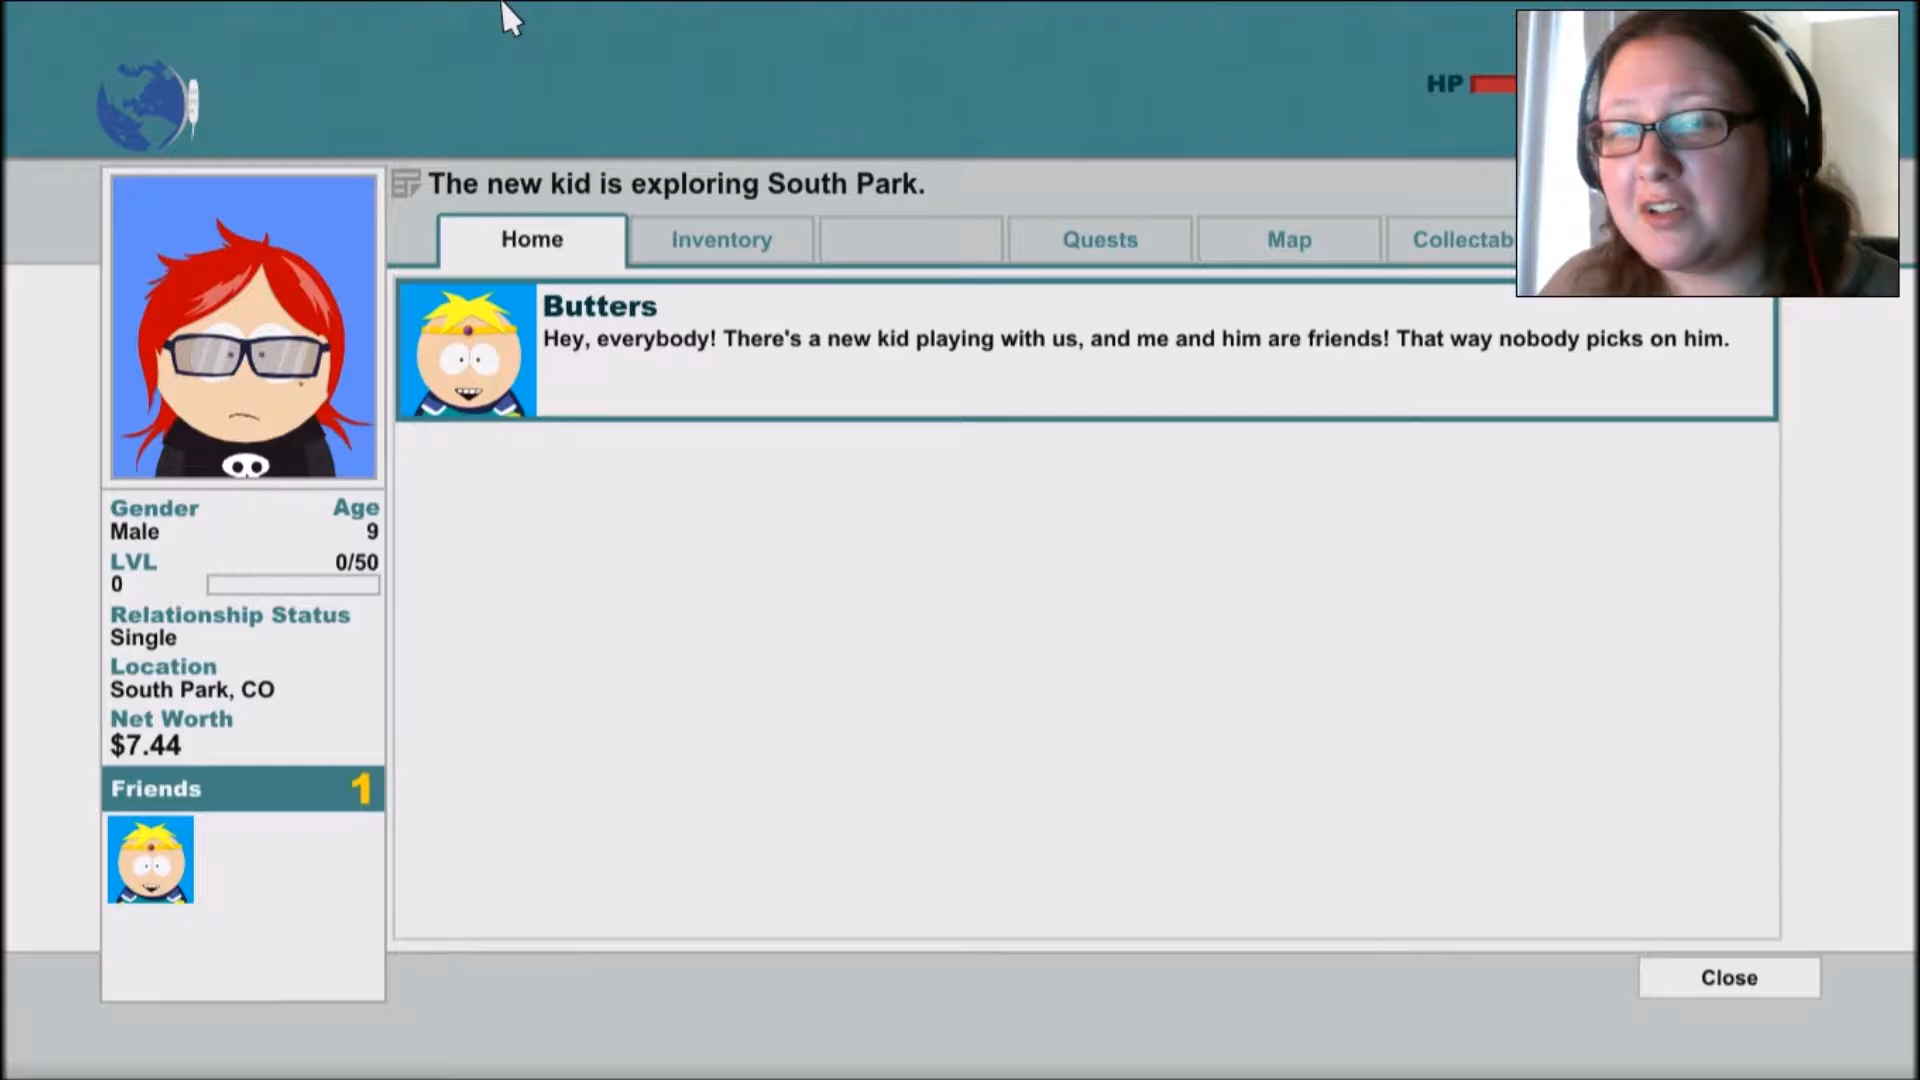 HP
The new kid is exploring South Park.
Home
Inventory
Quests
Map
Collectab
Butters
Hey, everybody! There's a new kid playing with us, and me and him are friends! That way nobody picks on him.
Gender Age
Male 9
LVL 0/50
0
Relationship Status
Single
Location
South Park, CO
Net Worth
$7.44
Friends 1
Close